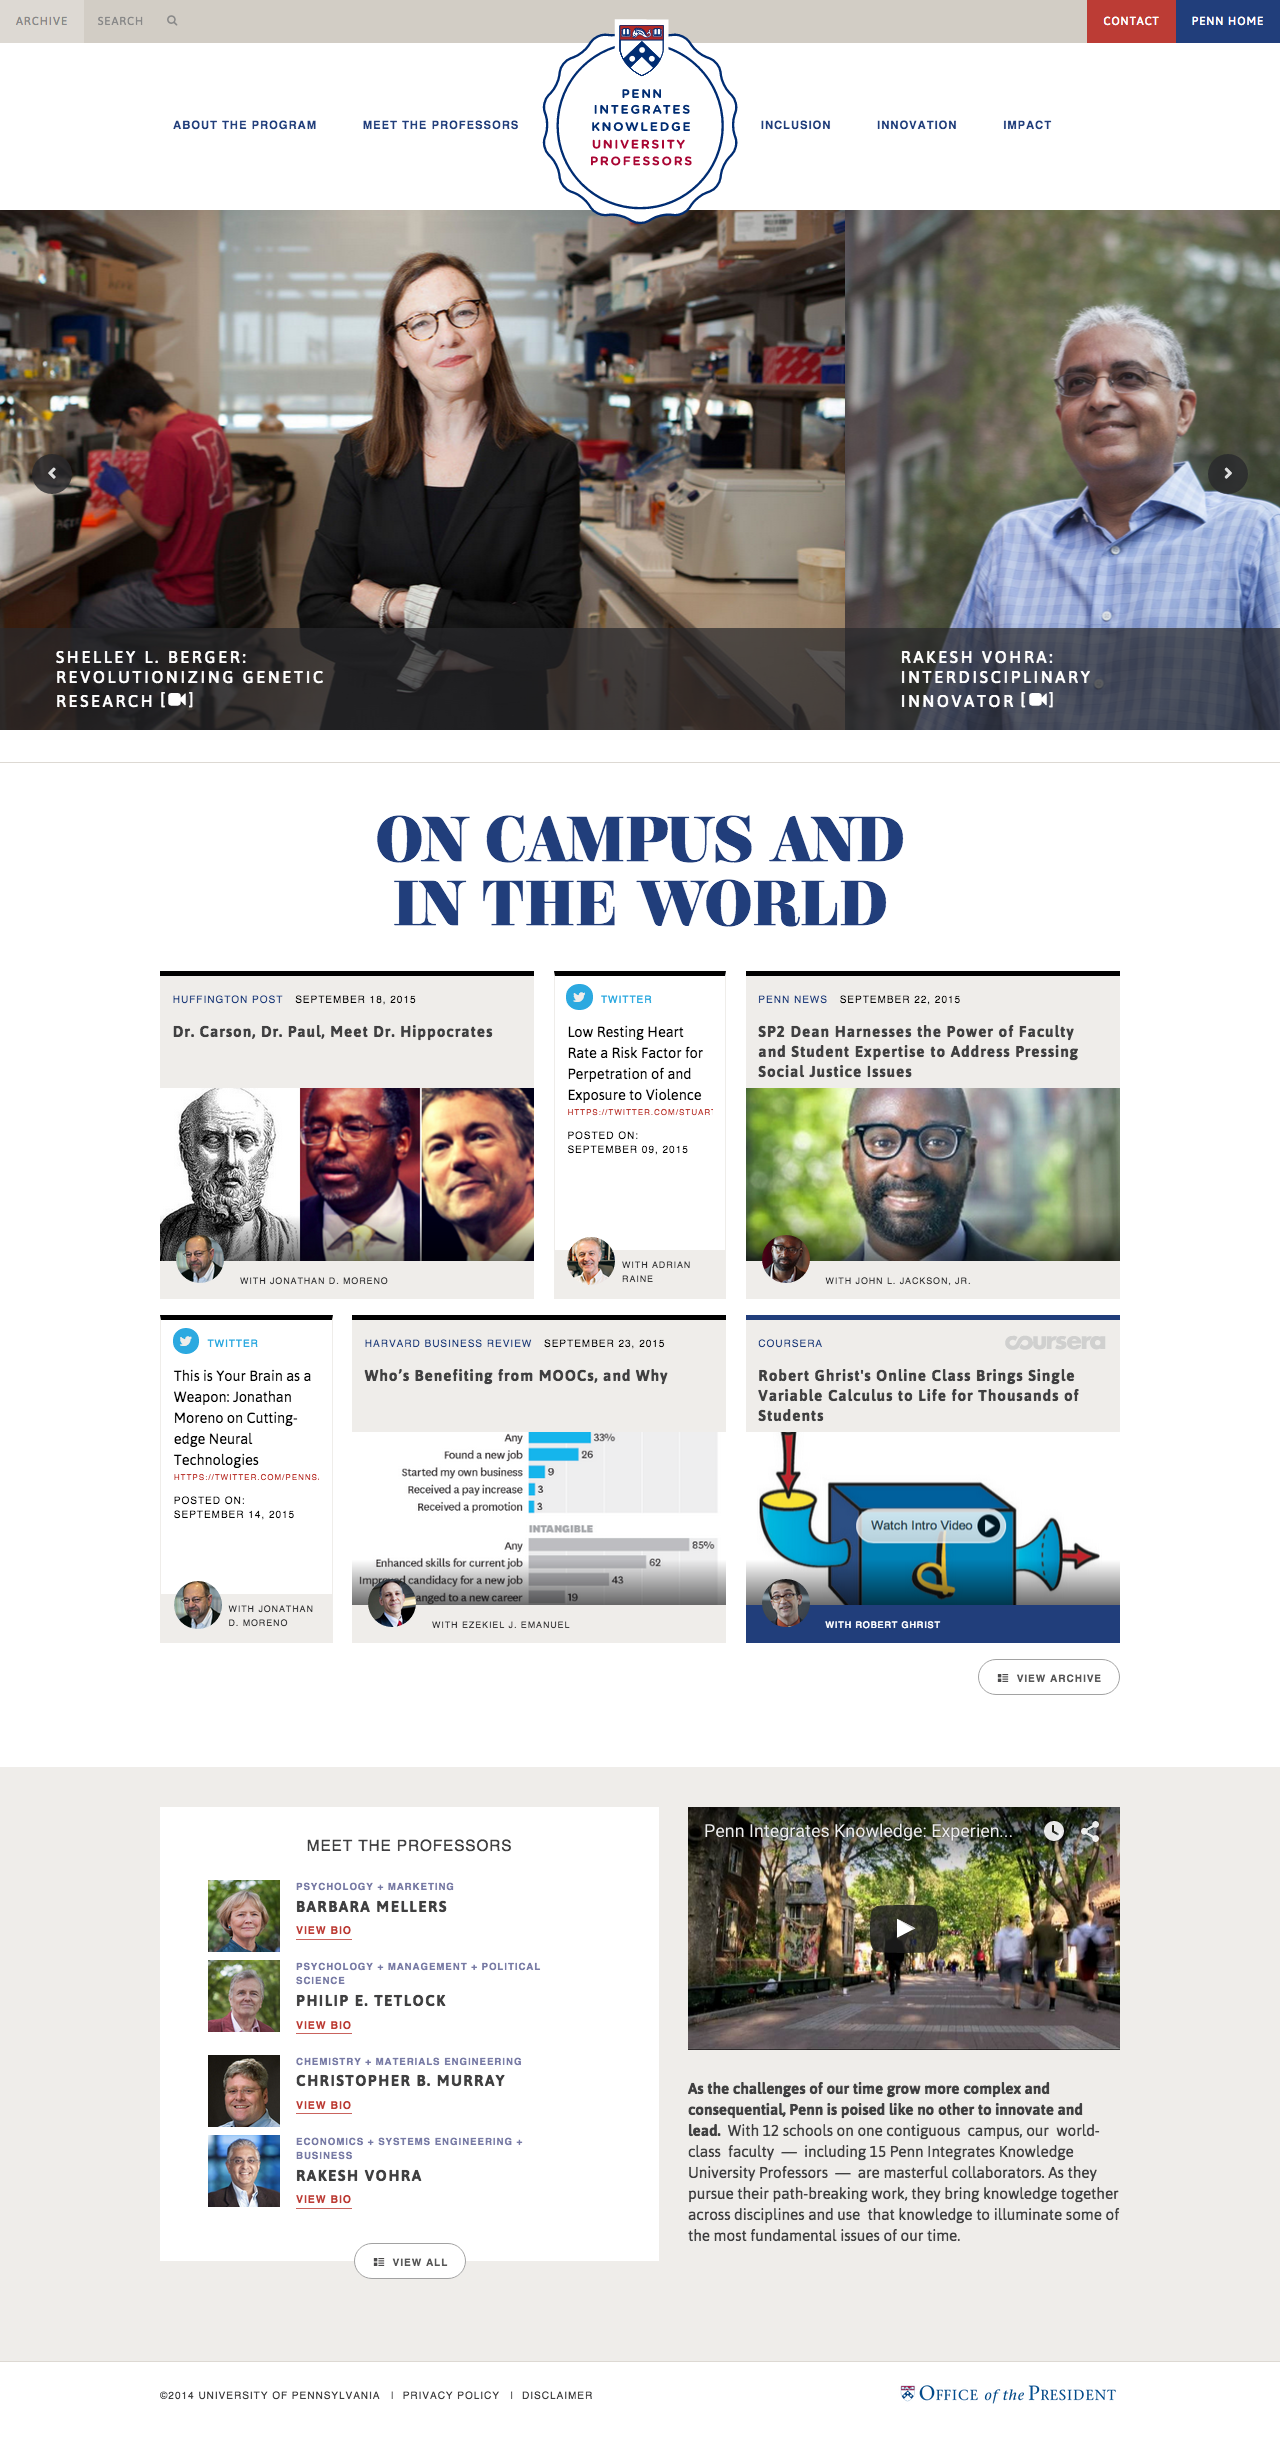 ARCHIVE
SEARCH
CONTACT
PENN HOME
ABOUT THE PROGRAM
MEET THE PROFESSORS
PENN
INTEGRATES
KNOWLEDGE
UNIVERSITY
PROFESSORS
INCLUSION
INNOVATION
IMPACT
SHELLEY L. BERGER:
REVOLUTIONIZING GENETIC
RESEARCH [ ]
RAKESH VOHRA:
INTERDISCIPLINARY
INNOVATOR [ ]
ON CAMPUS AND
IN THE WORLD
HUFFINGTON POST SEPTEMBER 18, 2015
Dr. Carson, Dr. Paul, Meet Dr. Hippocrates
WITH JONATHAN D. MORENO
TWITTER
Low Resting Heart
Rate a Risk Factor for
Perpetration of and
Exposure to Violence
HTTPS://TWITTER.COM/STUART
POSTED ON:
SEPTEMBER 09, 2015
WITH ADRIAN
RAINE
PENN NEWS SEPTEMBER 22, 2015
SP2 Dean Harnesses the Power of Faculty
and Student Expertise to Address Pressing
Social Justice Issues
WITH JOHN L. JACKSON, JR.
TWITTER
This is Your Brain as a
Weapon: Jonathan
Moreno on Cutting-
edge Neural
Technologies
HTTPS://TWITTER.COM/PENNS
POSTED ON:
SEPTEMBER 14, 2015
WITH JONATHAN
D. MORENO
HARVARD BUSINESS REVIEW SEPTEMBER 23, 2015
Who's Benefiting from MOOCs, and Why
Any 33%
Found a new job 26
Started my own business 9
Received a pay increase 3
Received a promotion 3
INTANGIBLE
Any 85%
Enhanced skills for current job 62
candidacy for a new job 43
anged to a new career 19
WITH EZEKIEL J. EMANUEL
COURSERA
coursera
Robert Ghrist's Online Class Brings Single
Variable Calculus to Life for Thousands of
Students
Watch Intro Video
d
WITH ROBERT GHRIST
VIEW ARCHIVE
MEET THE PROFESSORS
PSYCHOLOGY + MARKETING
BARBARA MELLERS
VIEW BIO
PSYCHOLOGY + MANAGEMENT + POLITICAL
SCIENCE
PHILIP E. TETLOCK
VIEW BIO
CHEMISTRY + MATERIALS ENGINEERING
CHRISTOPHER B. MURRAY
VIEW BIO
ECONOMICS + SYSTEMS ENGINEERING +
BUSINESS
RAKESH VOHRA
VIEW BIO
VIEW ALL
Penn Integrates Knowledge: Experien...
As the challenges of our time grow more complex and
consequential, Penn is poised like no other to innovate and
lead. With 12 schools on one contiguous campus, our world-
class faculty — including 15 Penn Integrates Knowledge
University Professors — are masterful collaborators. As they
pursue their path-breaking work, they bring knowledge together
across disciplines and use that knowledge to illuminate some of
the most fundamental issues of our time.
©2014 UNIVERSITY OF PENNSYLVANIA | PRIVACY POLICY | DISCLAIMER
OFFICE of the PRESIDENT